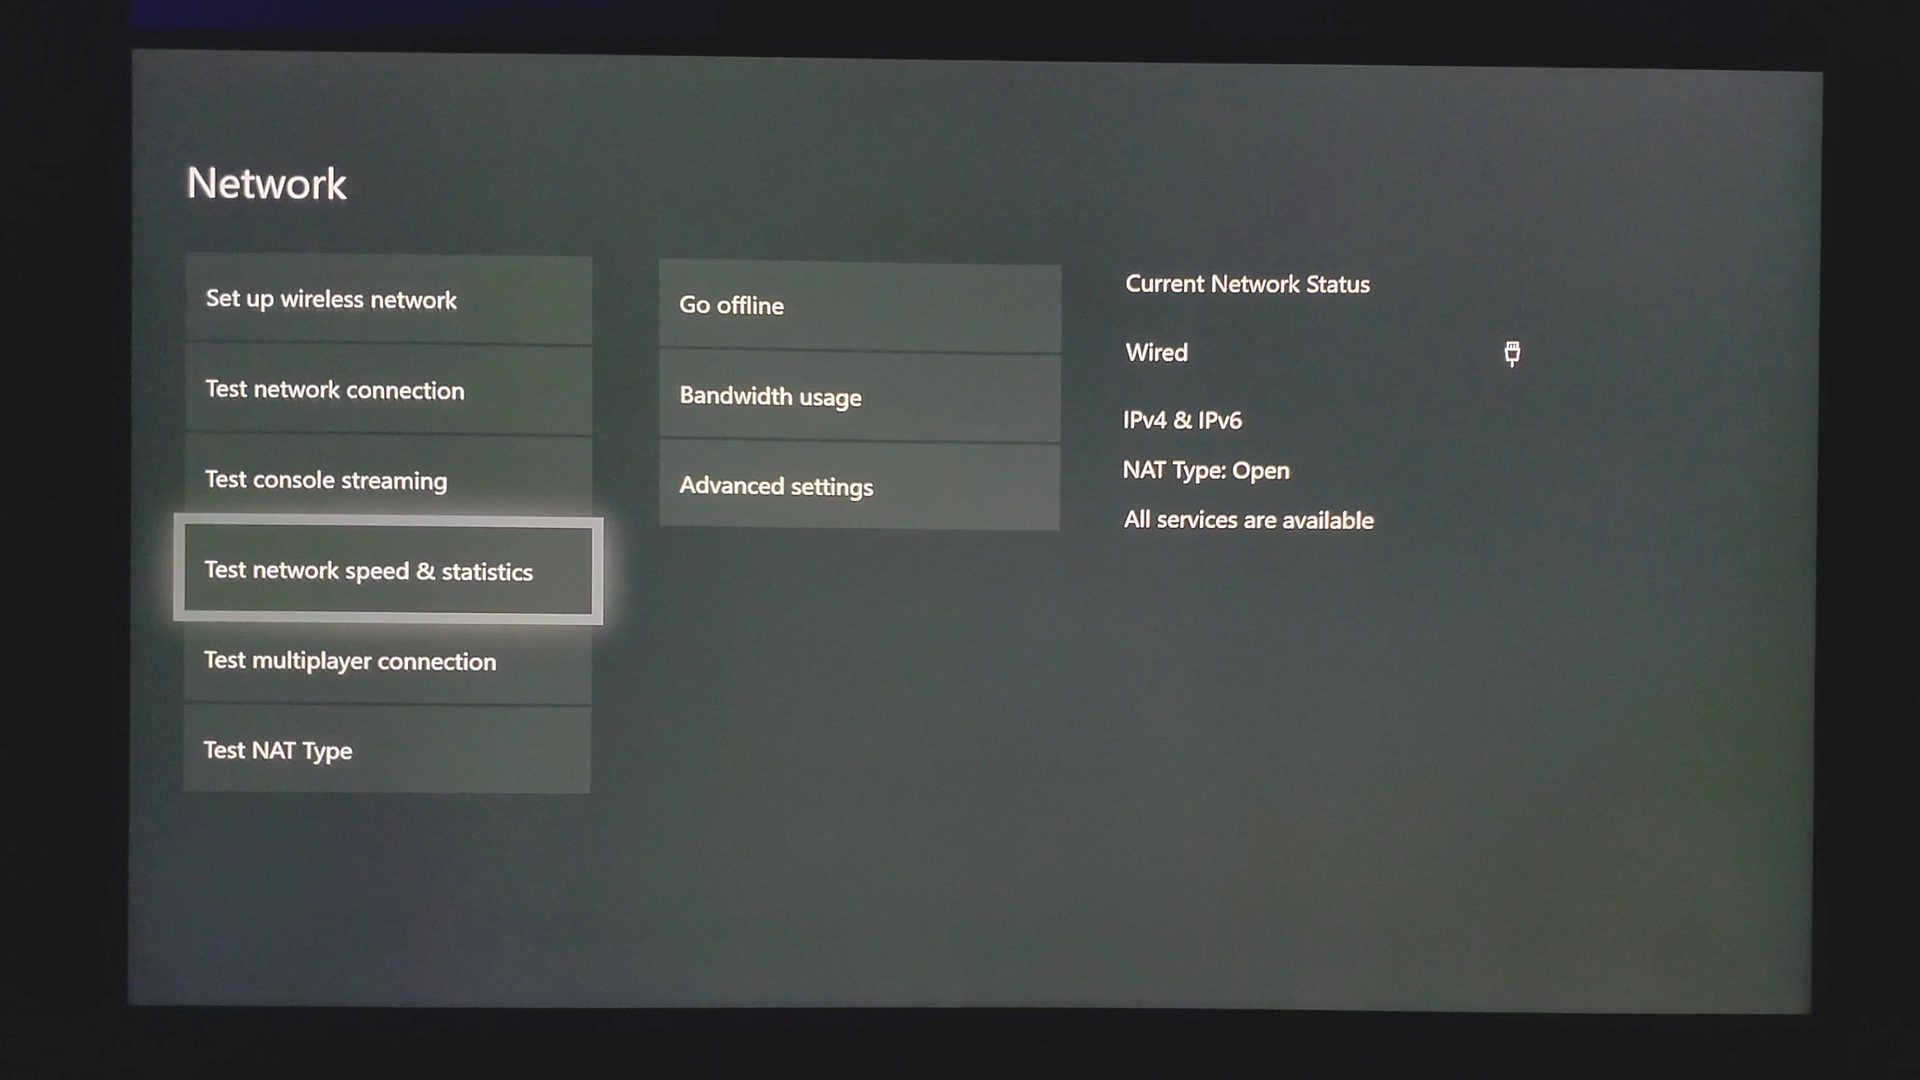 Network
Set up wireless network
Test network connection
Test console streaming
Test network speed & statistics
Test multiplayer connection
Test NAT Type
Go offline
Bandwidth usage
Advanced settings
Current Network Status
Wired
IPv4 & IPv6
NAT Type: Open
All services are available